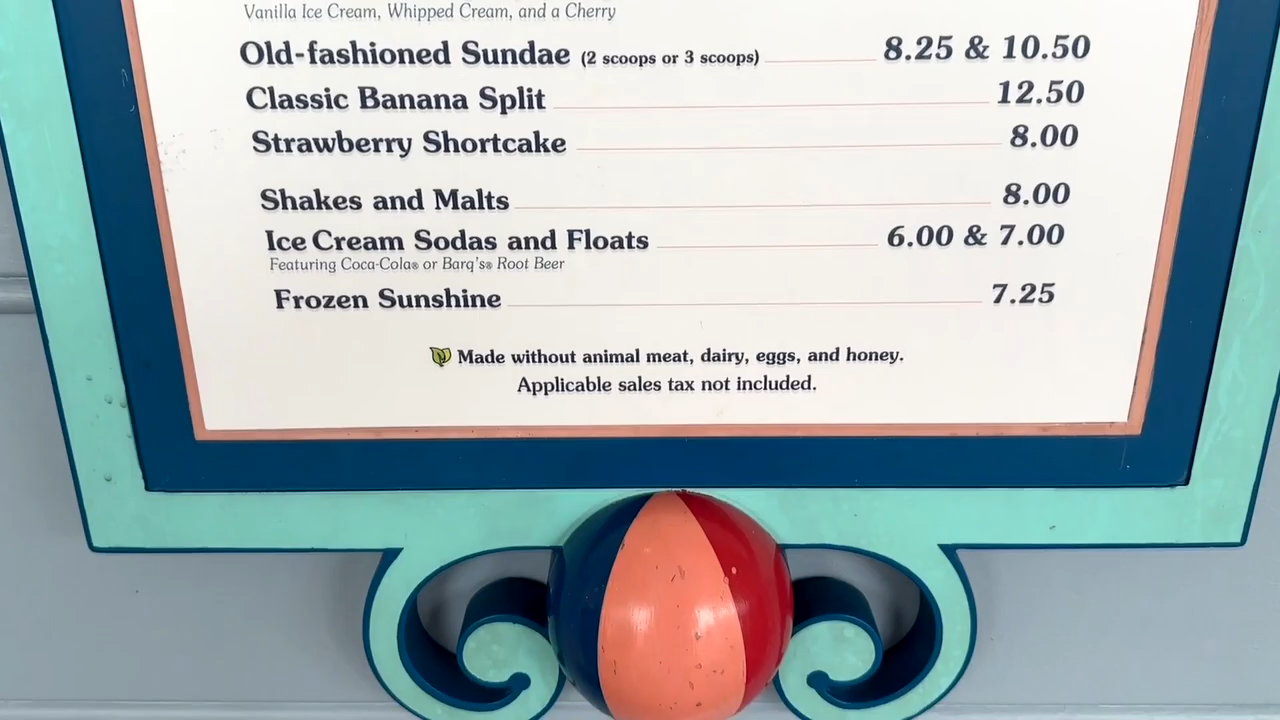 Vanilla Ice Cream, Whipped Cream, and a Cherry
Old-fashioned Sundae (2 scoops or 3 scoops) 8.25 & 10.50
Classic Banana Split 12.50
Strawberry Shortcake 8.00
Shakes and Malts 8.00
Ice Cream Sodas and Floats 6.00 & 7.00
Featuring Coca-Cola® or Barq's® Root Beer
Frozen Sunshine 7.25
Made without animal meat, dairy, eggs, and honey.
Applicable sales tax not included.